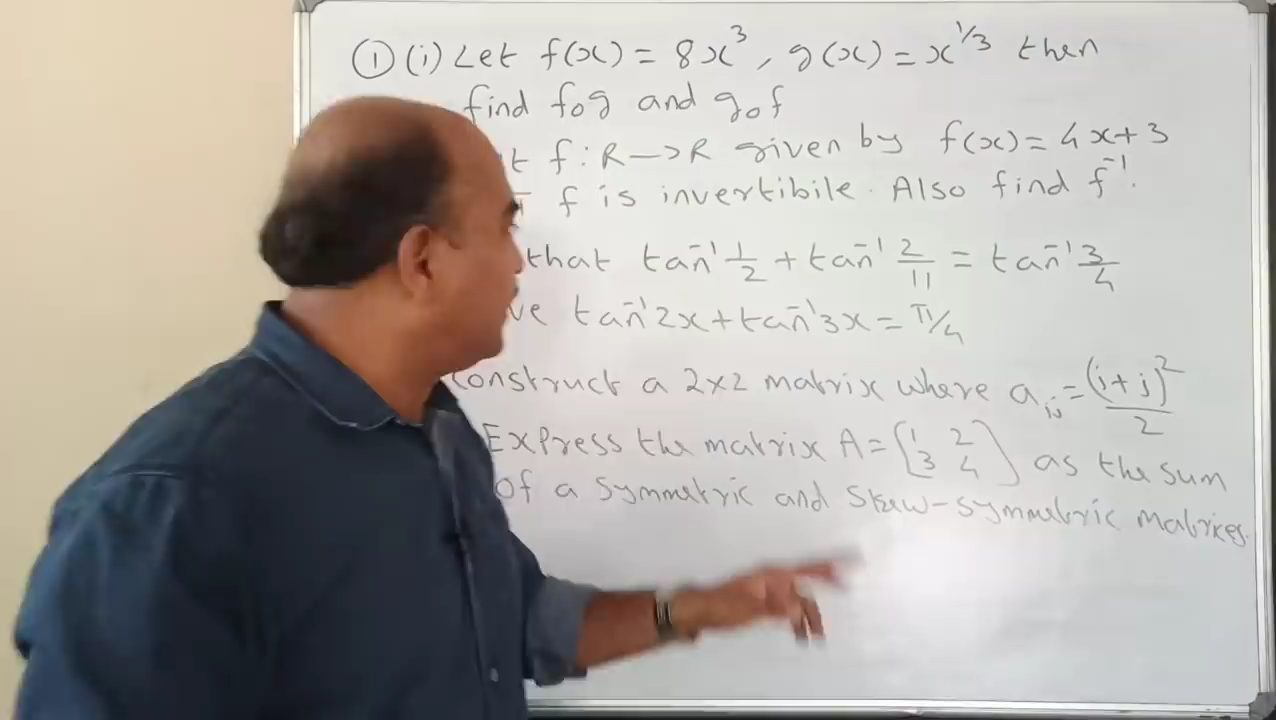 ① (i) Let f(x) = 8x³, g(x) = x^1/3 then
find fog and gof
f : R → R given by f(x) = 4x+3
f is invertibile. Also find f⁻¹.
that tan⁻¹ 1/2 + tan⁻¹ 2/11 = tan⁻¹ 3/4
tan⁻¹2x + tan⁻¹3x = π/4
Construct a 2×2 matrix where a_ij = (i+j)²/2
Express the matrix A = [1 2; 3 4] as the sum
of a symmetric and skew-symmetric matrices.